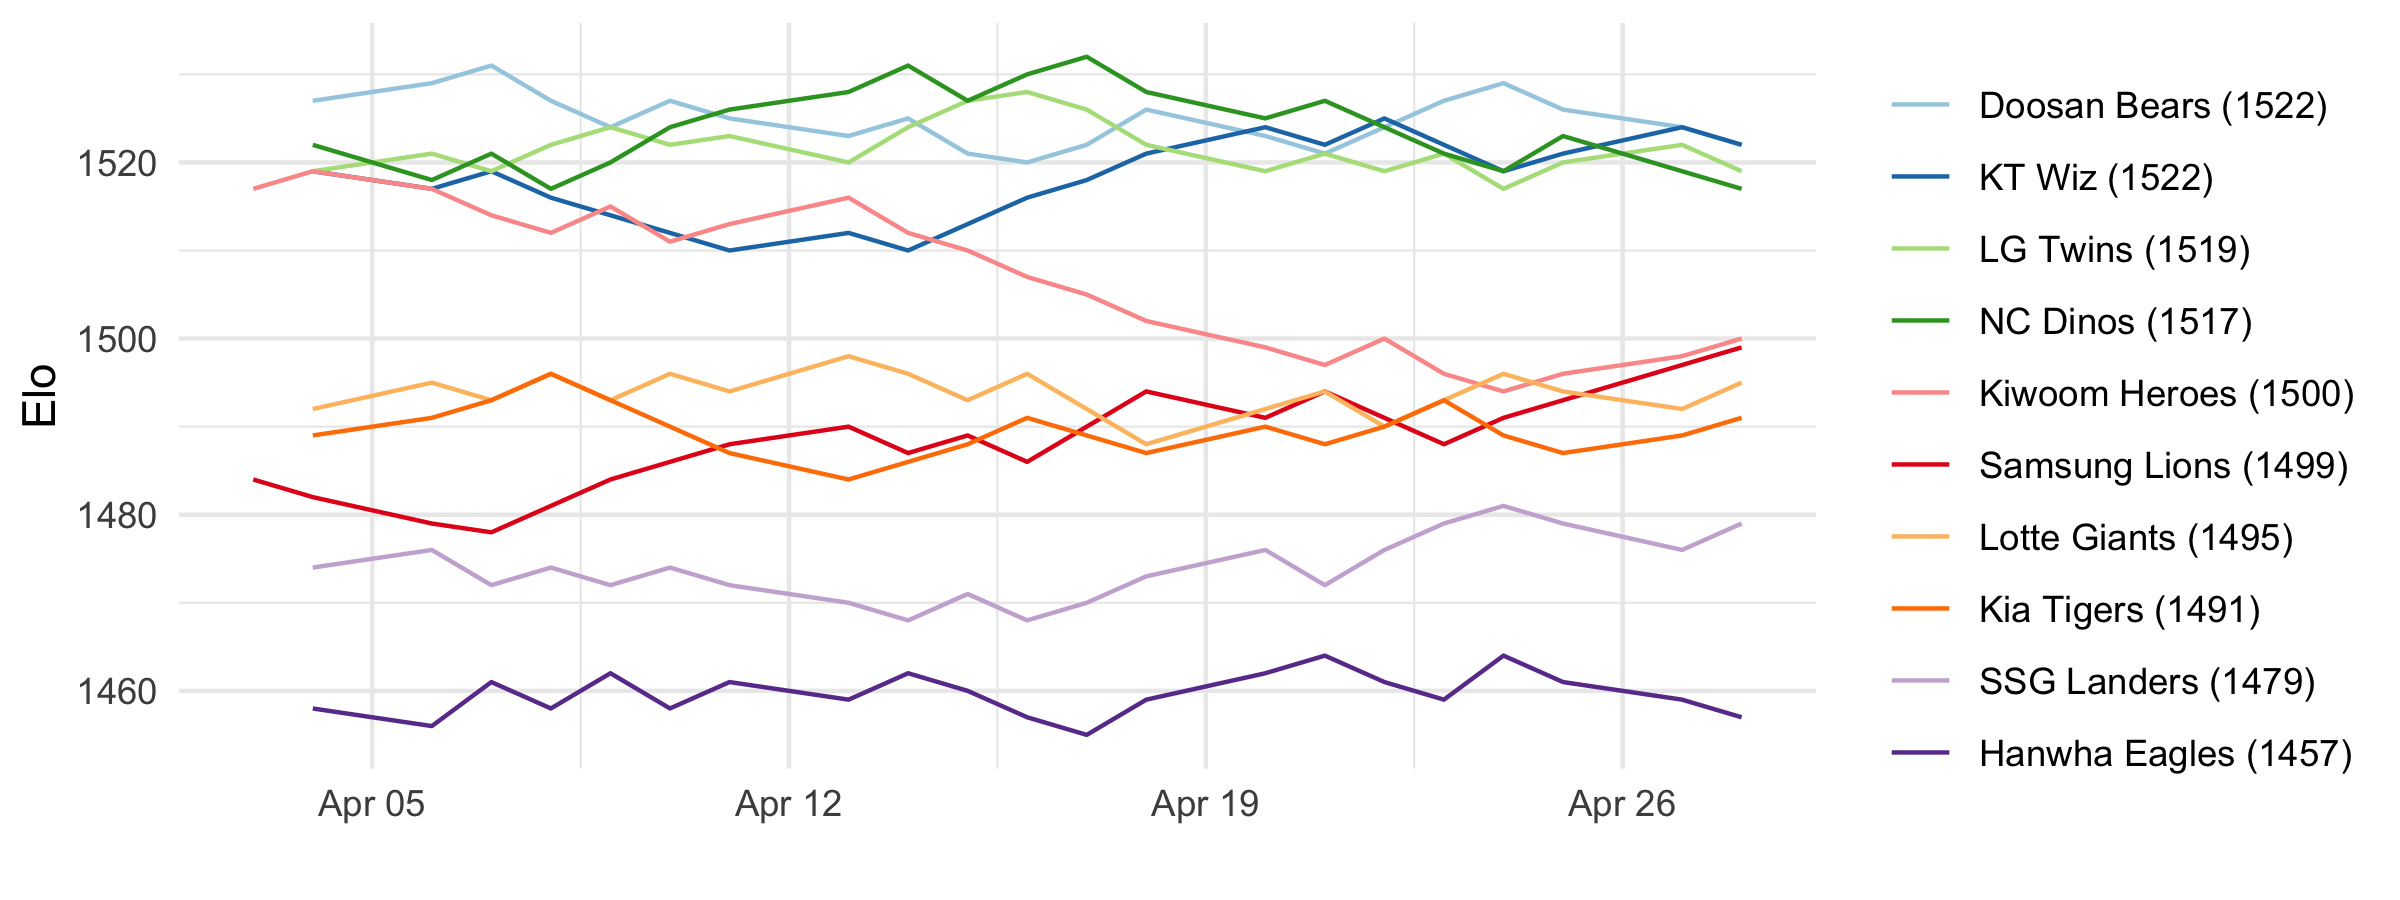 Elo
1520
1500
1480
1460
Apr 05
Apr 12
Apr 19
Apr 26
Doosan Bears (1522)
KT Wiz (1522)
LG Twins (1519)
NC Dinos (1517)
Kiwoom Heroes (1500)
Samsung Lions (1499)
Lotte Giants (1495)
Kia Tigers (1491)
SSG Landers (1479)
Hanwha Eagles (1457)